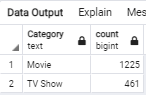 Data Output Explain Mes
Category count
text bigint
1 Movie 1225
2 TV Show 461